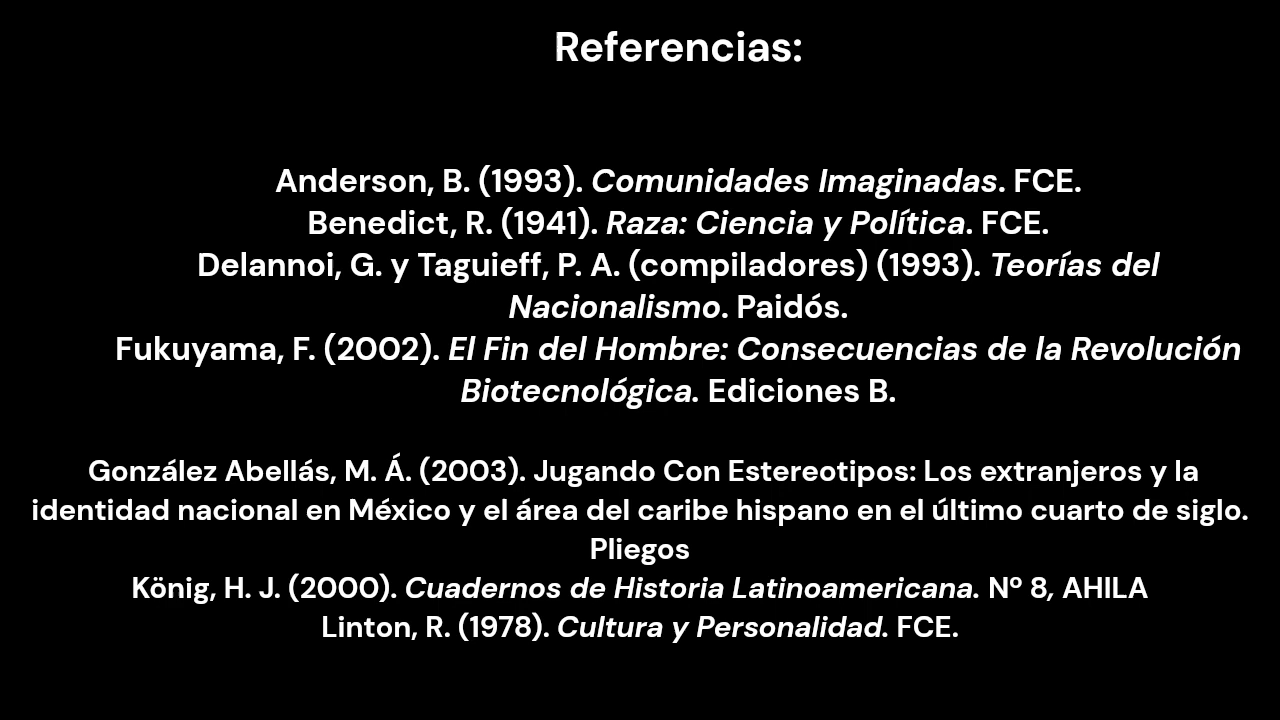 Referencias:
Anderson, B. (1993). Comunidades Imaginadas. FCE.
Benedict, R. (1941). Raza: Ciencia y Política. FCE.
Delannoi, G. y Taguieff, P. A. (compiladores) (1993). Teorías del
Nacionalismo. Paidós.
Fukuyama, F. (2002). El Fin del Hombre: Consecuencias de la Revolución
Biotecnológica. Ediciones B.
González Abellás, M. Á. (2003). Jugando Con Estereotipos: Los extranjeros y la
identidad nacional en México y el área del caribe hispano en el último cuarto de siglo.
Pliegos
König, H. J. (2000). Cuadernos de Historia Latinoamericana. Nº 8, AHILA
Linton, R. (1978). Cultura y Personalidad. FCE.